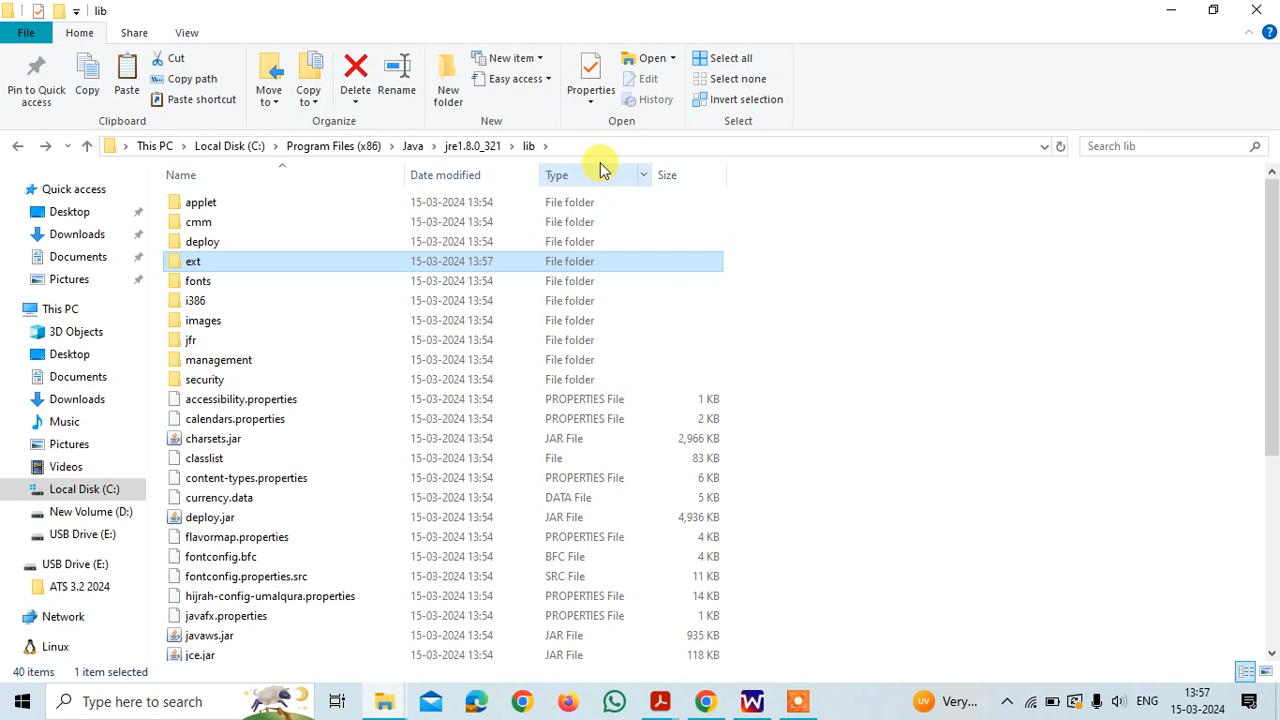 lib
File Home Share View
Pin to Quick access
Copy
Paste
Cut
Copy path
Paste shortcut
Clipboard
Move to
Copy to
Delete
Rename
Organize
New folder
New item
Easy access
New
Properties
Open
Edit
History
Open
Select all
Select none
Invert selection
Select
This PC > Local Disk (C:) > Program Files (x86) > Java > jre1.8.0_321 > lib >
Search lib
Name Date modified Type Size
applet 15-03-2024 13:54 File folder
cmm 15-03-2024 13:54 File folder
deploy 15-03-2024 13:54 File folder
ext 15-03-2024 13:57 File folder
fonts 15-03-2024 13:54 File folder
i386 15-03-2024 13:54 File folder
images 15-03-2024 13:54 File folder
jfr 15-03-2024 13:54 File folder
management 15-03-2024 13:54 File folder
security 15-03-2024 13:54 File folder
accessibility.properties 15-03-2024 13:54 PROPERTIES File 1 KB
calendars.properties 15-03-2024 13:54 PROPERTIES File 2 KB
charsets.jar 15-03-2024 13:54 JAR File 2,966 KB
classlist 15-03-2024 13:54 File 83 KB
content-types.properties 15-03-2024 13:54 PROPERTIES File 6 KB
currency.data 15-03-2024 13:54 DATA File 5 KB
deploy.jar 15-03-2024 13:54 JAR File 4,936 KB
flavormap.properties 15-03-2024 13:54 PROPERTIES File 4 KB
fontconfig.bfc 15-03-2024 13:54 BFC File 4 KB
fontconfig.properties.src 15-03-2024 13:54 SRC File 11 KB
hijrah-config-umalqura.properties 15-03-2024 13:54 PROPERTIES File 14 KB
javafx.properties 15-03-2024 13:54 PROPERTIES File 1 KB
javaws.jar 15-03-2024 13:54 JAR File 935 KB
jce.jar 15-03-2024 13:54 JAR File 118 KB
Quick access
Desktop
Downloads
Documents
Pictures
This PC
3D Objects
Desktop
Documents
Downloads
Music
Pictures
Videos
Local Disk (C:)
New Volume (D:)
USB Drive (E:)
USB Drive (E:)
ATS 3.2 2024
Network
Linux
40 items 1 item selected
Type here to search
UV Very...
ENG
13:57
15-03-2024